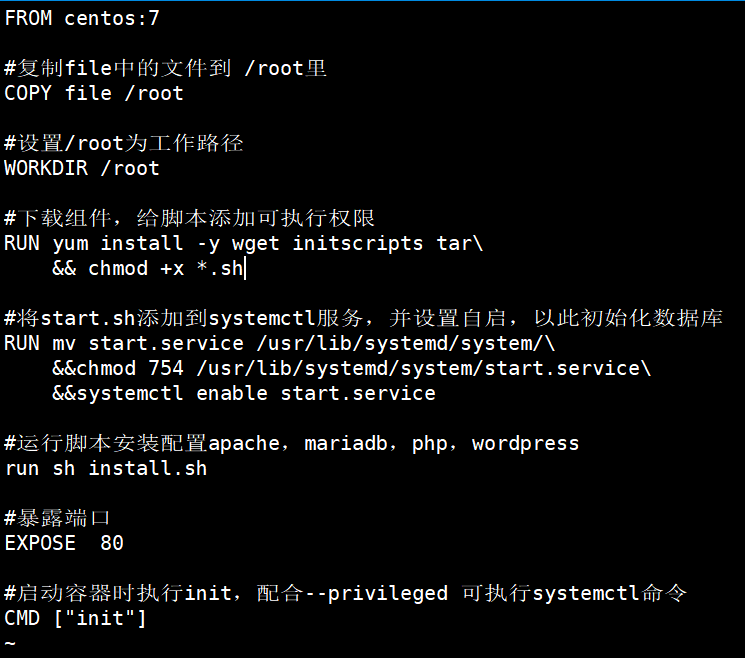 FROM centos:7
#复制file中的文件到 /root里
COPY file /root
#设置/root为工作路径
WORKDIR /root
#下载组件，给脚本添加可执行权限
RUN yum install -y wget initscripts tar\
&& chmod +x *.sh
#将start.sh添加到systemctl服务，并设置自启，以此初始化数据库
RUN mv start.service /usr/lib/systemd/system/\
&&chmod 754 /usr/lib/systemd/system/start.service\
&&systemctl enable start.service
#运行脚本安装配置apache，mariadb，php，wordpress
run sh install.sh
#暴露端口
EXPOSE  80
#启动容器时执行init，配合--privileged 可执行systemctl命令
CMD ["init"]
~